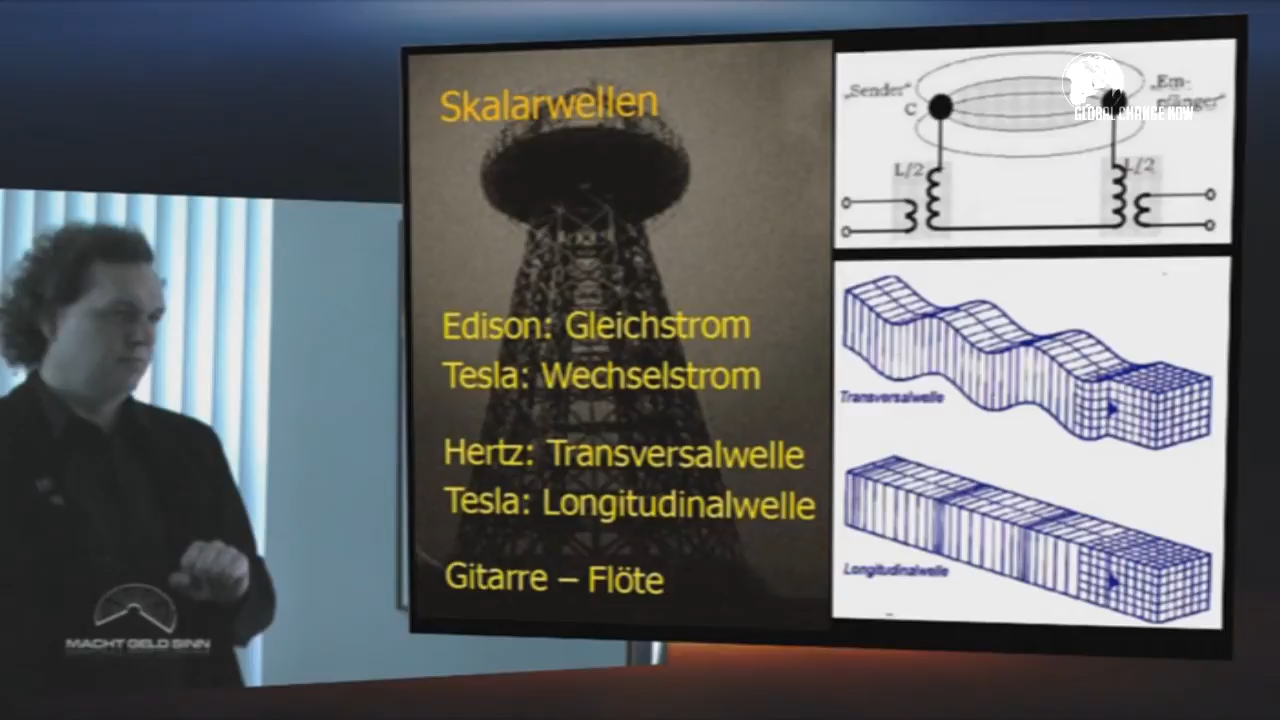 Skalarwellen
Edison: Gleichstrom
Tesla: Wechselstrom
Hertz: Transversalwelle
Tesla: Longitudinalwelle
Gitarre – Flöte
„Sender“
C
„Em-
L/2
L/2
GLOBAL CHANGE NOW
Transversalwelle
Longitudinalwelle
MACHT GELD SINN